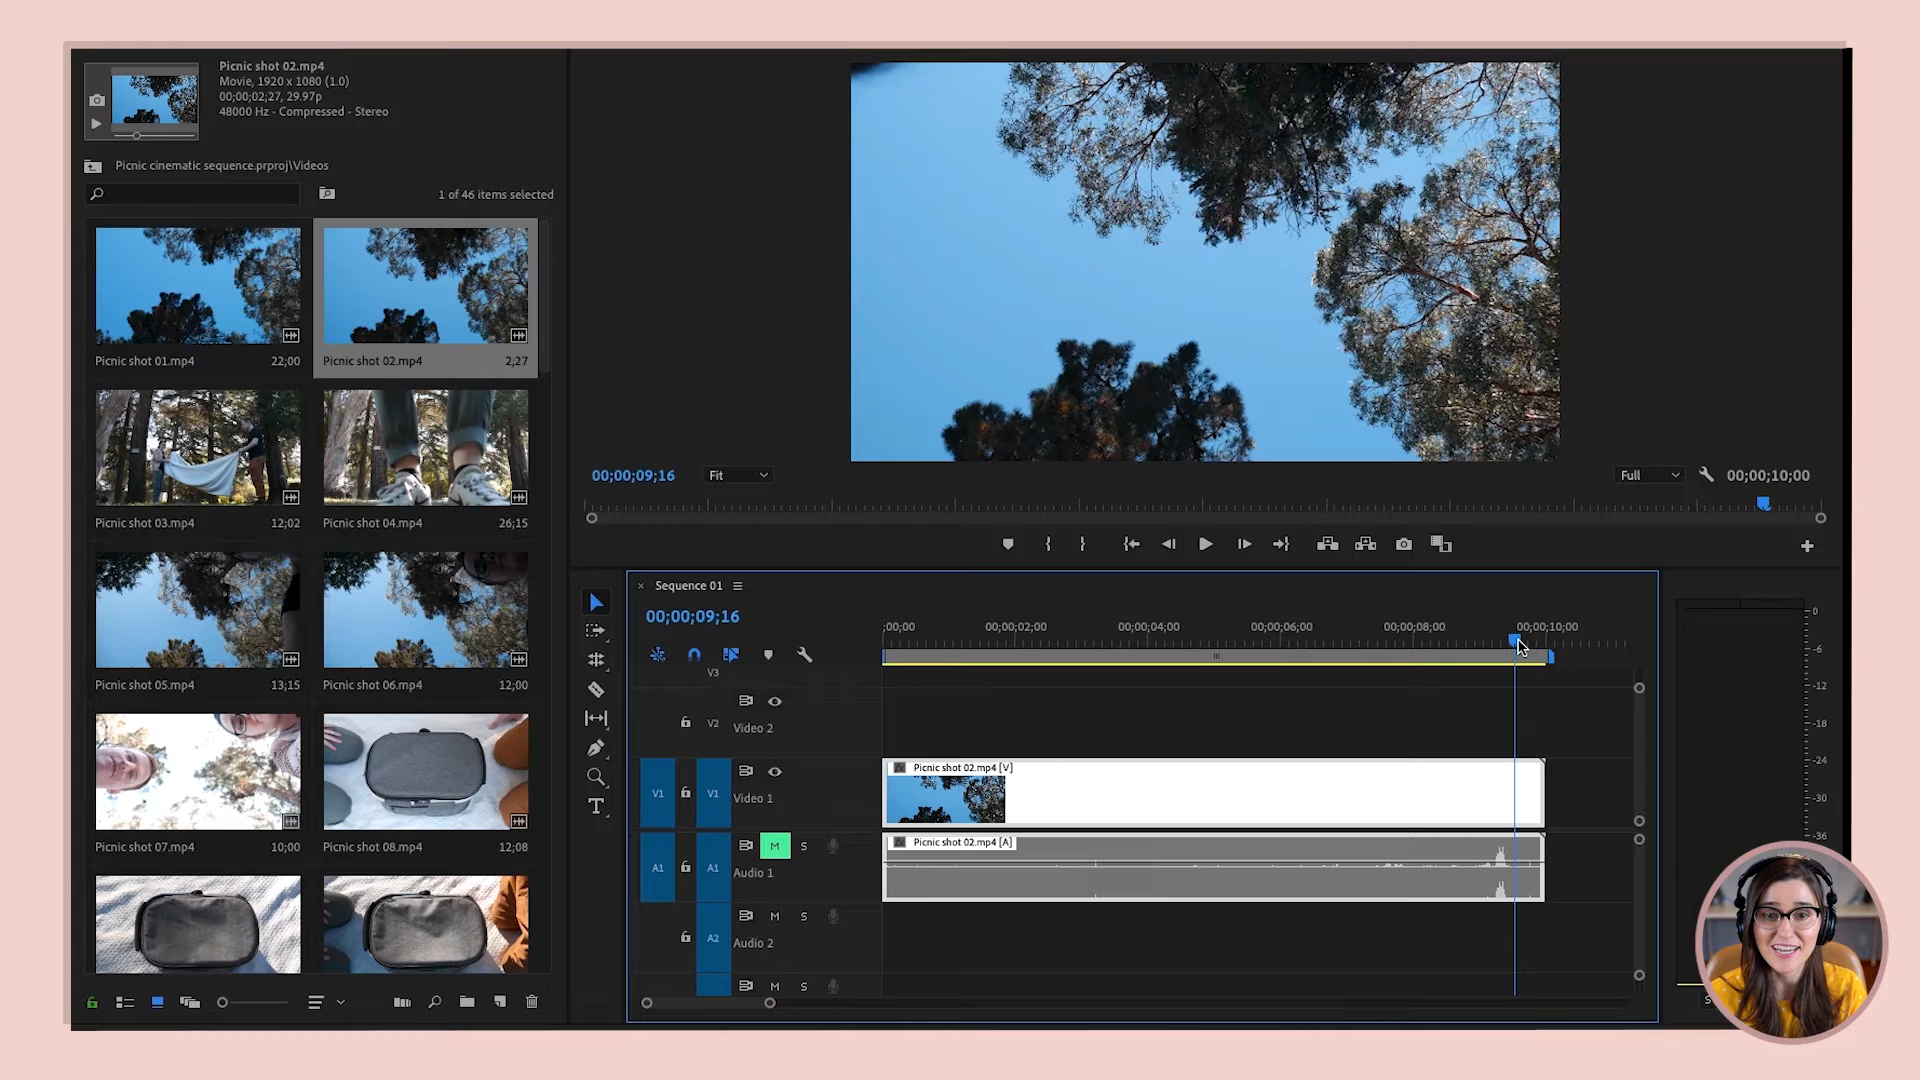 Picnic shot 02.mp4
Movie, 1920 x 1080 (1.0)
00;00;02;27, 29.97p
48000 Hz - Compressed - Stereo
Picnic cinematic sequence.prproj\Videos
1 of 46 items selected
Picnic shot 01.mp4 22;00
Picnic shot 02.mp4 2;27
Picnic shot 03.mp4 12;02
Picnic shot 04.mp4 26;15
Picnic shot 05.mp4 13;15
Picnic shot 06.mp4 12;00
Picnic shot 07.mp4 10;00
Picnic shot 08.mp4 12;08
00;00;09;16 Fit Full 00;00;10;00
× Sequence 01
00;00;09;16
;00;00 00;00;02;00 00;00;04;00 00;00;06;00 00;00;08;00 00;00;10;00
V3
V2
Video 2
V1 V1
Video 1
Picnic shot 02.mp4 [V]
A1 A1 M S
Audio 1
Picnic shot 02.mp4 [A]
A2 M S
Audio 2
M S
0
-6
-12
-18
-24
-30
-36
S